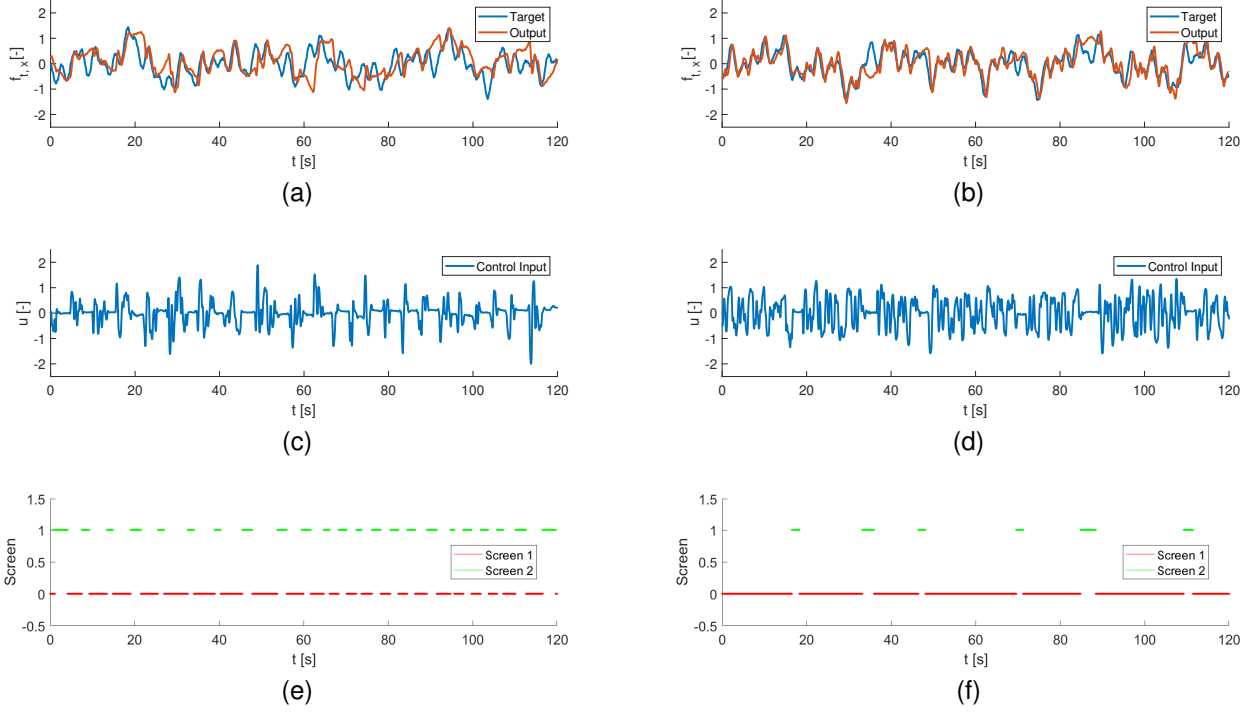 2
1
0
-1
-2
f_{t, x} [-]
Target
Output
0
20
40
60
80
100
120
t [s]
(a)
2
1
0
-1
-2
f_{t, x} [-]
Target
Output
0
20
40
60
80
100
120
t [s]
(b)
2
1
0
-1
-2
u [-]
Control Input
0
20
40
60
80
100
120
t [s]
(c)
2
1
0
-1
-2
u [-]
Control Input
0
20
40
60
80
100
120
t [s]
(d)
1.5
1
0.5
0
-0.5
Screen
Screen 1
Screen 2
0
20
40
60
80
100
120
t [s]
(e)
1.5
1
0.5
0
-0.5
Screen
Screen 1
Screen 2
0
20
40
60
80
100
120
t [s]
(f)